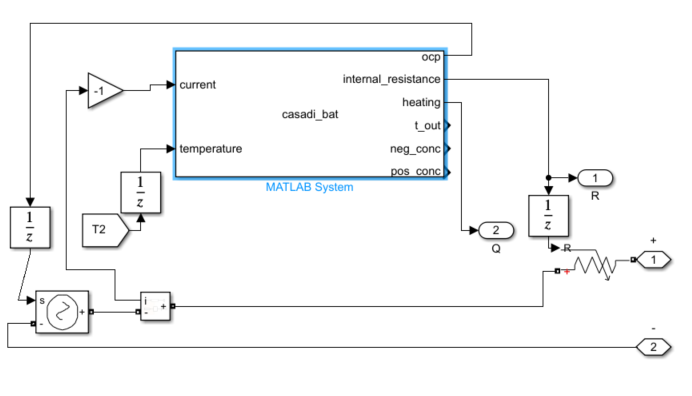 ocp
-1
current
internal_resistance
heating
casadi_bat
t_out
temperature
neg_conc
pos_conc
MATLAB System
1
z
1
R
1
z
T2
1
z
2
Q
R
+
1
+
s
i
+
+
-
-
-
2